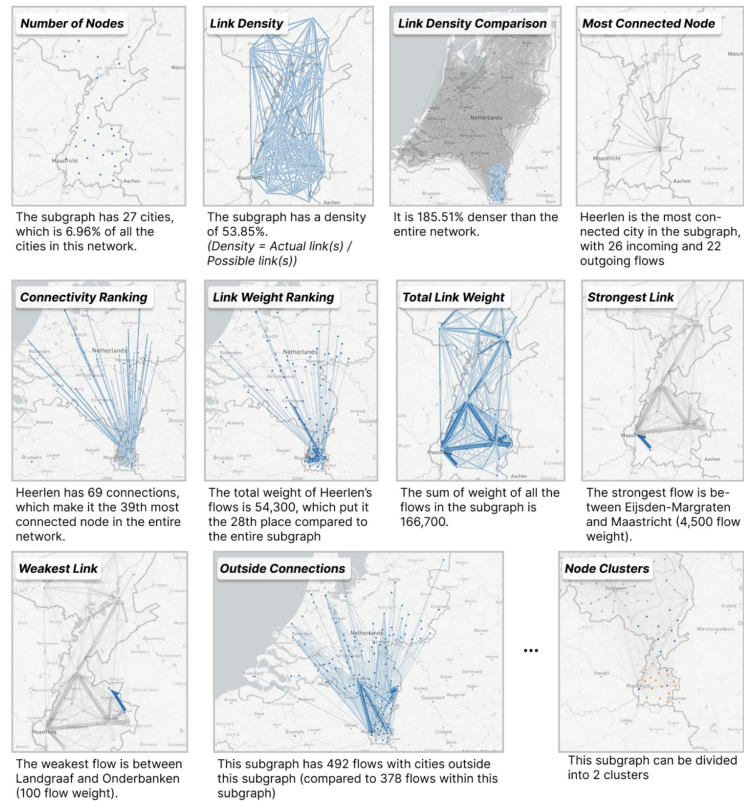 Number of Nodes
The subgraph has 27 cities,
which is 6.96% of all the
cities in this network.
Link Density
The subgraph has a density
of 53.85%.
(Density = Actual link(s) /
Possible link(s))
Link Density Comparison
It is 185.51% denser than the
entire network.
Most Connected Node
Heerlen is the most con-
nected city in the subgraph,
with 26 incoming and 22
outgoing flows
Connectivity Ranking
Heerlen has 69 connections,
which make it the 39th most
connected node in the entire
network.
Link Weight Ranking
The total weight of Heerlen's
flows is 54,300, which put it
the 28th place compared to
the entire subgraph
Total Link Weight
The sum of weight of all the
flows in the subgraph is
166,700.
Strongest Link
The strongest flow is be-
tween Eijsden-Margraten
and Maastricht (4,500 flow
weight).
Weakest Link
The weakest flow is between
Landgraaf and Onderbanken
(100 flow weight).
Outside Connections
This subgraph has 492 flows with cities outside
this subgraph (compared to 378 flows within this
subgraph)
...
Node Clusters
This subgraph can be divided
into 2 clusters